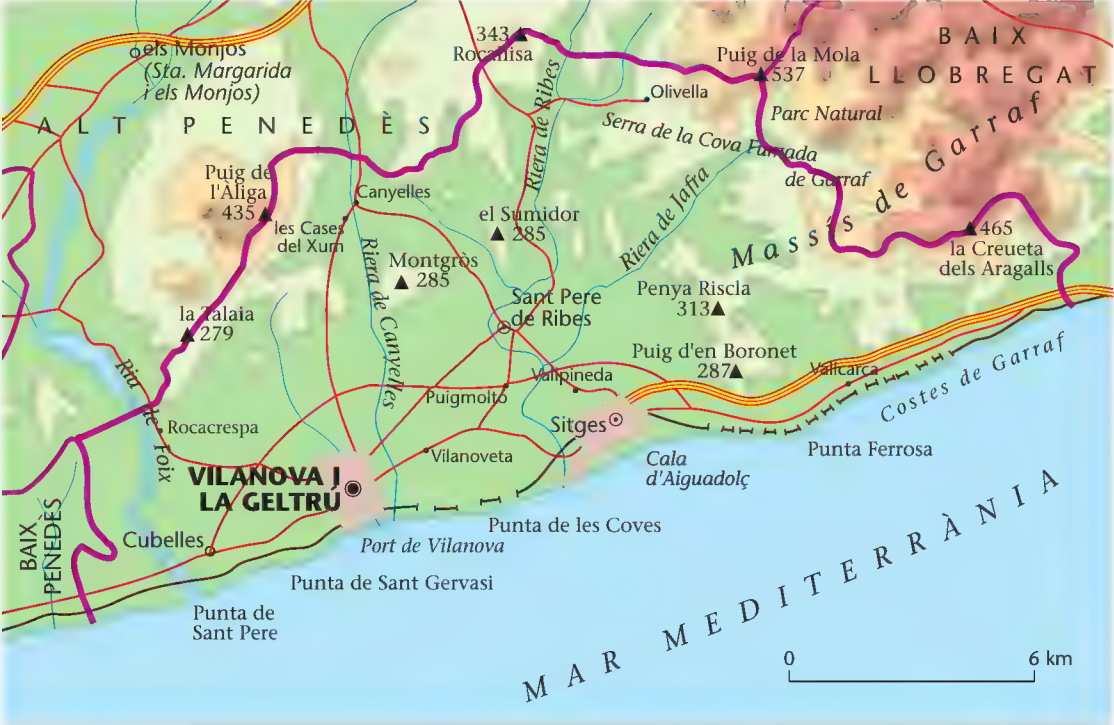 els Monjos
(Sta. Margarida
i els Monjos)
343
Rocallisa
Puig de la Mola
537
BAIX
LLOBREGAT
Olivella
Parc Natural
de Garraf
Serra de la Cova Fumada
Massís de Garraf
ALT PENEDÈS
Riera de Ribes
Puig de
l'Àliga
435
Canyelles
les Cases
del Xum
el Sumidor
285
Riera de Jafra
465
la Creueta
dels Aragalls
Montgròs
285
Riera de Canyelles
Penya Riscla
313
Sant Pere
de Ribes
la Talaia
279
Puig d'en Boronet
287
Vallcarca
Vallpineda
Puigmoltó
Costes de Garraf
Riu de Foix
Rocacrespa
Sitges
Punta Ferrosa
Vilanoveta
Cala
d'Aiguadolç
VILANOVA I
LA GELTRÚ
BAIX
PENEDÈS
Cubelles
Punta de les Coves
Port de Vilanova
Punta de Sant Gervasi
Punta de
Sant Pere
MAR MEDITERRÀNIA
0
6 km